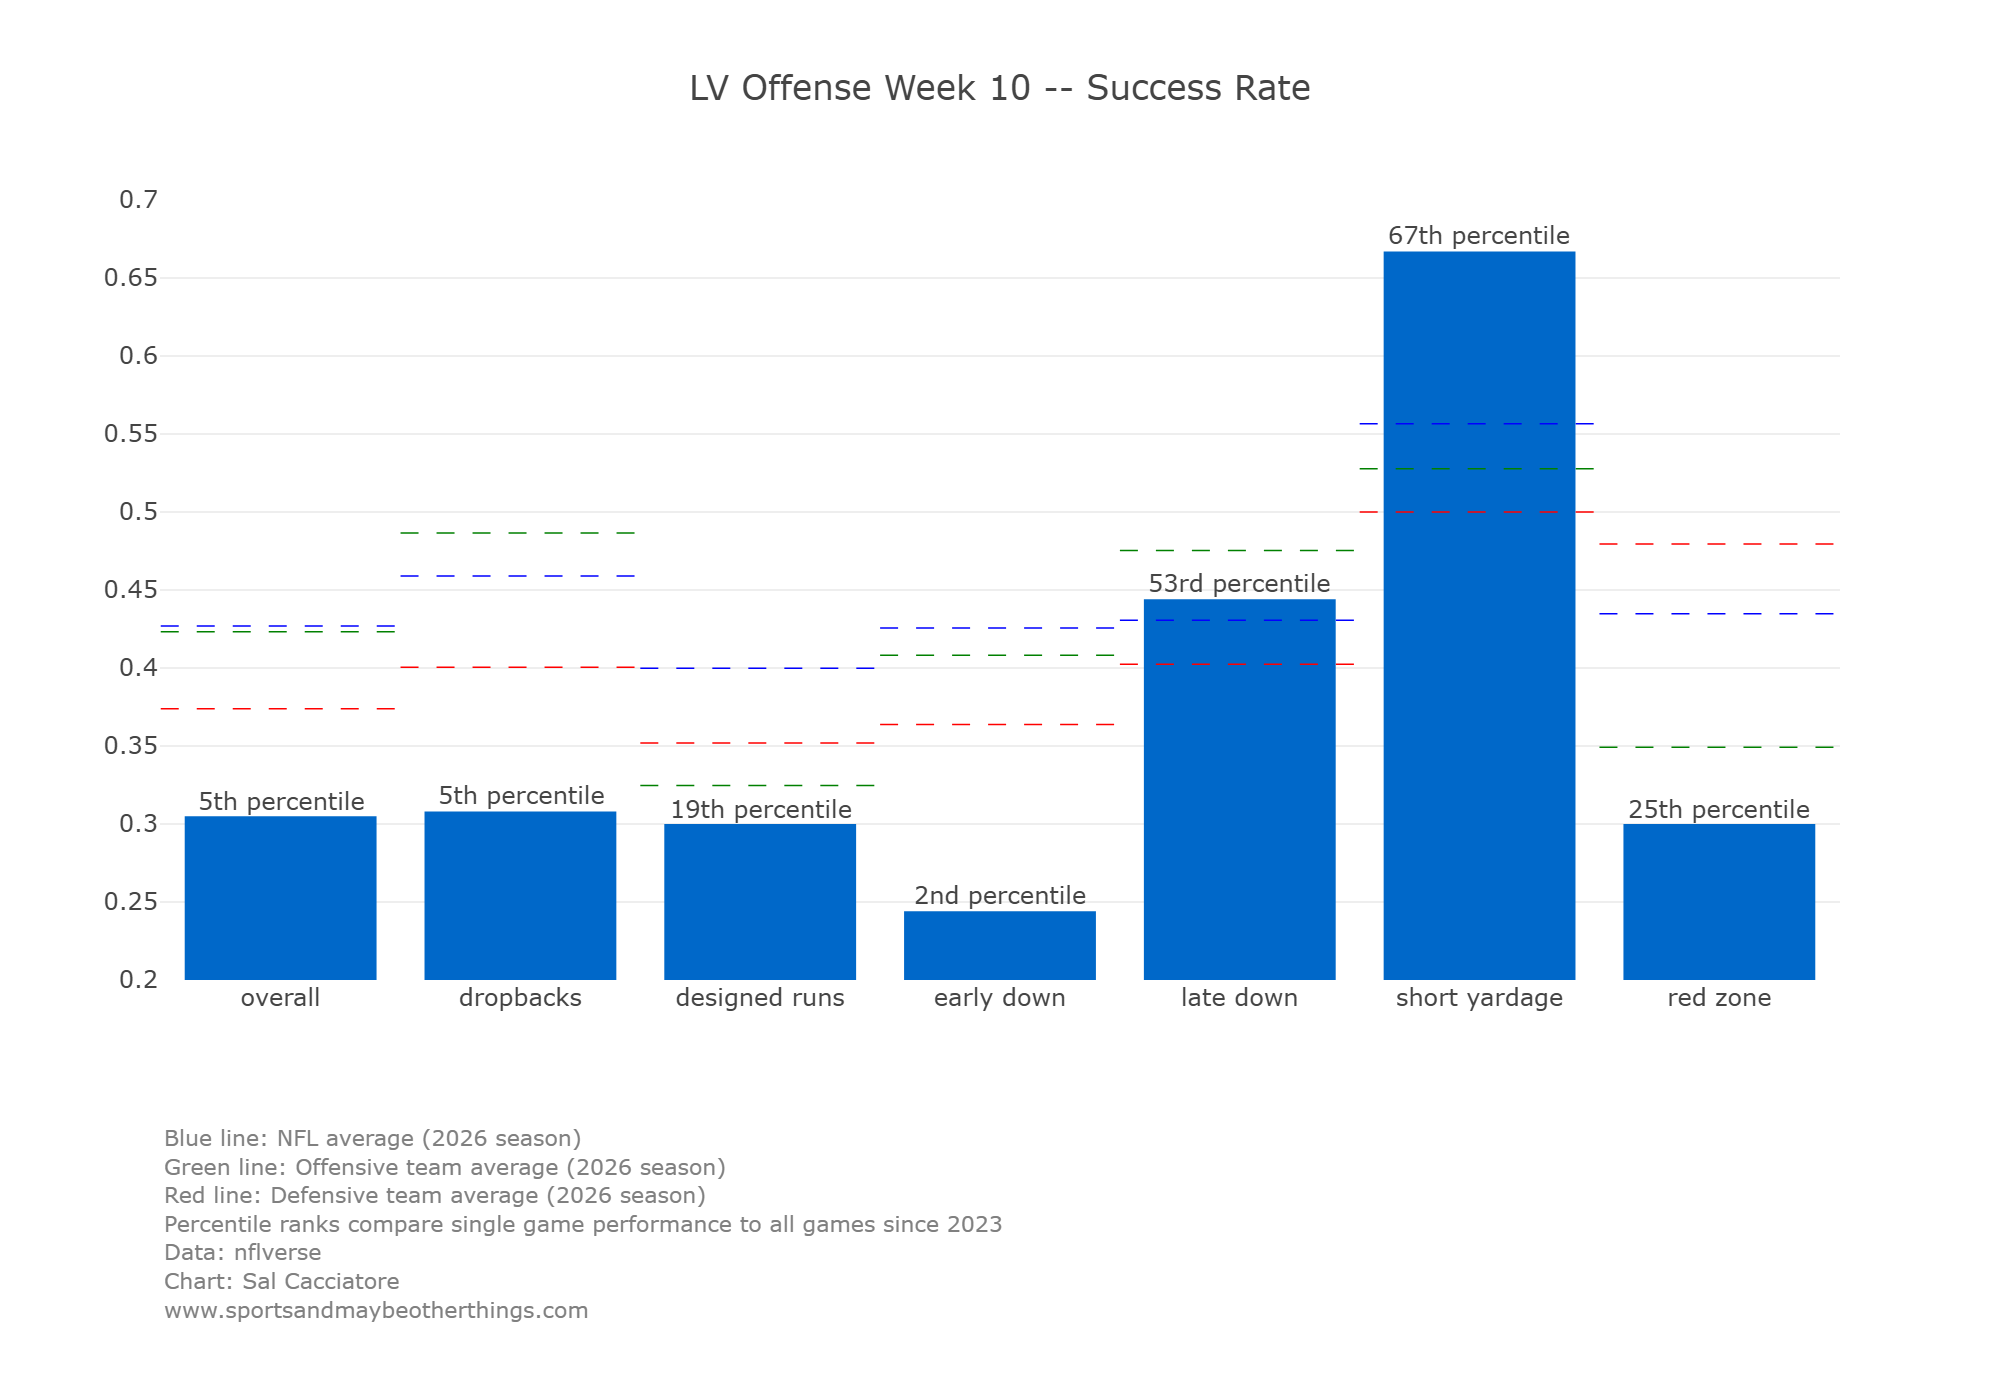 LV Offense Week 10 -- Success Rate
0.7
67th percentile
0.65
0.6
0.55
0.5
53rd percentile
0.45
0.4
0.35
5th percentile
5th percentile
19th percentile
25th percentile
0.3
2nd percentile
0.25
0.2
overall
dropbacks
designed runs
early down
late down
short yardage
red zone
Blue line: NFL average (2026 season)
Green line: Offensive team average (2026 season)
Red line: Defensive team average (2026 season)
Percentile ranks compare single game performance to all games since 2023
Data: nflverse
Chart: Sal Cacciatore
www.sportsandmaybeotherthings.com